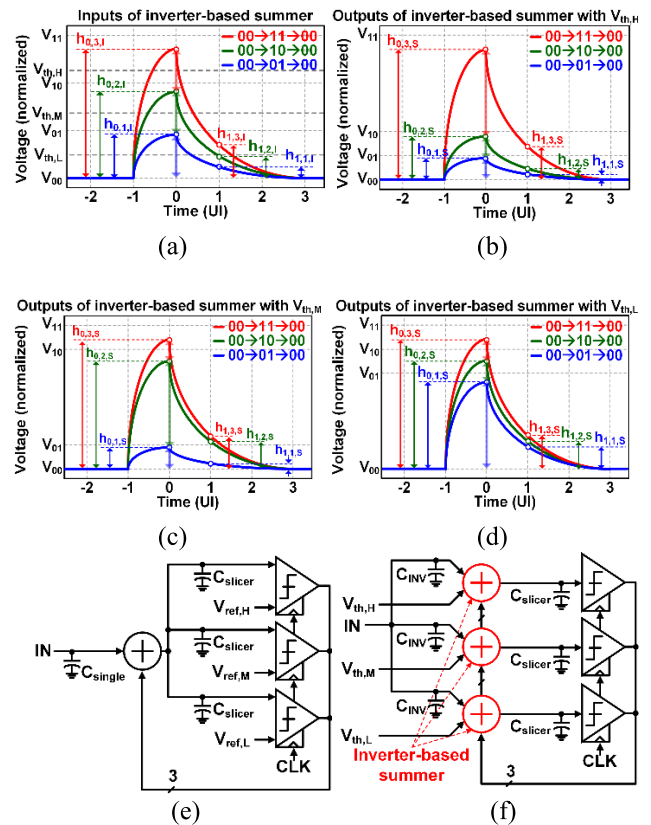 Inputs of inverter-based summer
Voltage (normalized)
V11
Vth,H
V10
Vth,M
V01
Vth,L
V00
h0,3,I
h0,2,I
h0,1,I
00→11→00
00→10→00
00→01→00
h1,3,I
h1,2,I
h1,1,I
-2 -1 0 1 2 3
Time (UI)
(a)
Outputs of inverter-based summer with Vth,H
Voltage (normalized)
V11
V10
V01
V00
h0,3,S
h0,2,S
h0,1,S
00→11→00
00→10→00
00→01→00
h1,3,S
h1,2,S
h1,1,S
-2 -1 0 1 2 3
Time (UI)
(b)
Outputs of inverter-based summer with Vth,M
Voltage (normalized)
V11
V10
V01
V00
h0,3,S
h0,2,S
h0,1,S
00→11→00
00→10→00
00→01→00
h1,3,S
h1,2,S
h1,1,S
-2 -1 0 1 2 3
Time (UI)
(c)
Outputs of inverter-based summer with Vth,L
Voltage (normalized)
V11
V10
V01
V00
h0,3,S
h0,2,S
h0,1,S
00→11→00
00→10→00
00→01→00
h1,3,S
h1,2,S
h1,1,S
-2 -1 0 1 2 3
Time (UI)
(d)
IN
Csingle
Cslicer
Vref,H
Cslicer
Vref,M
Cslicer
Vref,L
CLK
3
(e)
CINV
Vth,H
IN
CINV
Vth,M
CINV
Vth,L
Cslicer
Cslicer
Cslicer
Inverter-based
summer
CLK
3
(f)